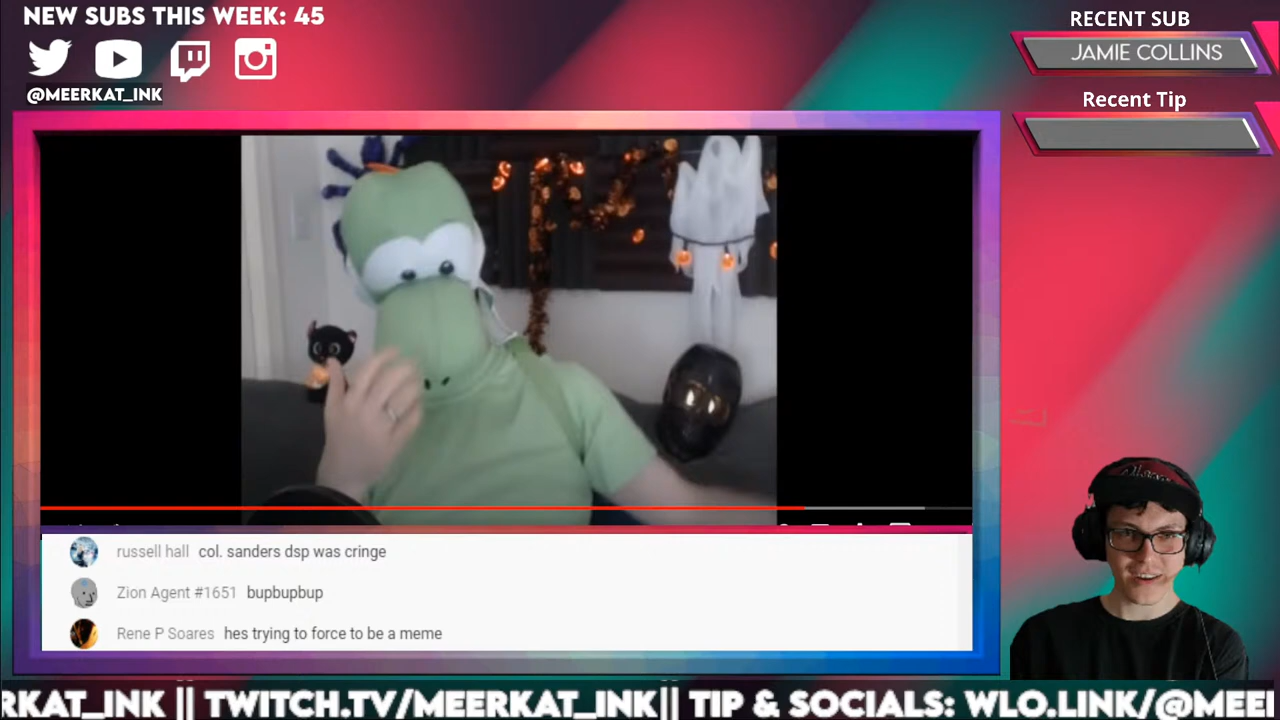 NEW SUBS THIS WEEK: 45
@MEERKAT_INK
RECENT SUB
JAMIE COLLINS
Recent Tip
russell hall col. sanders dsp was cringe
Zion Agent #1651 bupbupbup
Rene P Soares hes trying to force to be a meme
RKAT_INK || TWITCH.TV/MEERKAT_INK|| TIP & SOCIALS: WLO.LINK/@MEE